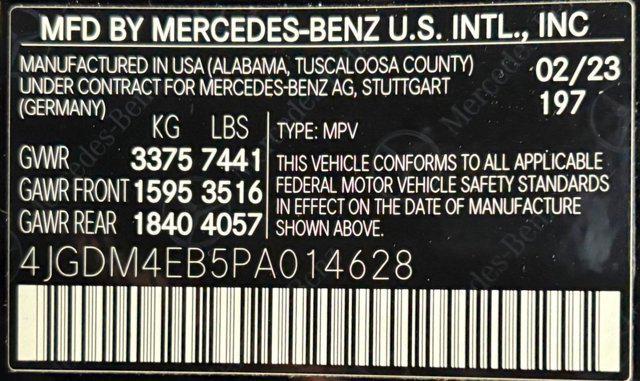 MFD BY MERCEDES-BENZ U.S. INTL., INC
MANUFACTURED IN USA (ALABAMA, TUSCALOOSA COUNTY)
UNDER CONTRACT FOR MERCEDES-BENZ AG, STUTTGART
(GERMANY)
02/23
197
KG LBS
GVWR 3375 7441
GAWR FRONT 1595 3516
GAWR REAR 1840 4057
TYPE: MPV
THIS VEHICLE CONFORMS TO ALL APPLICABLE
FEDERAL MOTOR VEHICLE SAFETY STANDARDS
IN EFFECT ON THE DATE OF MANUFACTURE
SHOWN ABOVE.
4JGDM4EB5PA014628